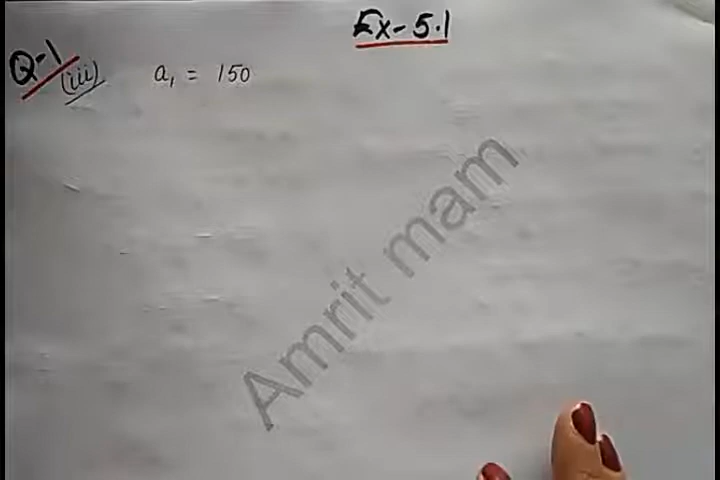 Ex-5.1
Q-1
(iii) a₁ = 150
Amrit mam